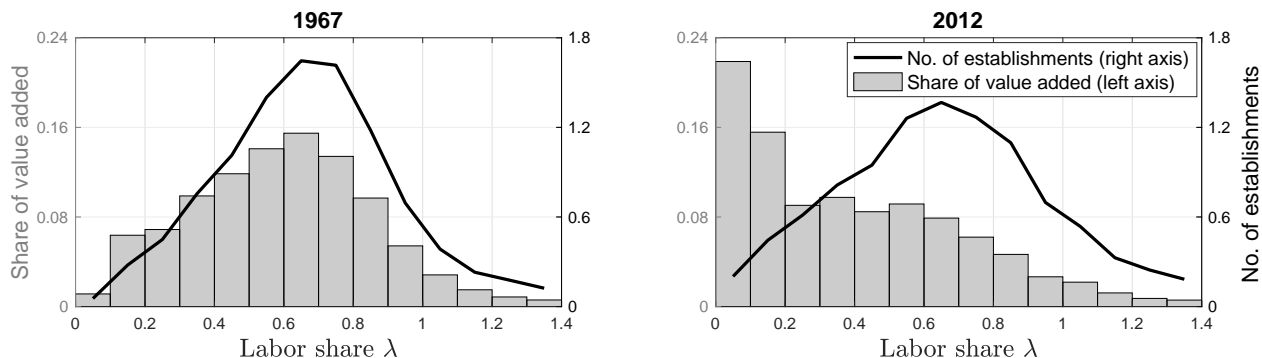 1967
0.24
0.16
0.08
0
1.8
1.2
0.6
0
0 0.2 0.4 0.6 0.8 1 1.2 1.4
Share of value added
Labor share λ
2012
0.24
0.16
0.08
0
1.8
1.2
0.6
0
0 0.2 0.4 0.6 0.8 1 1.2 1.4
No. of establishments (right axis)
Share of value added (left axis)
No. of establishments
Labor share λ